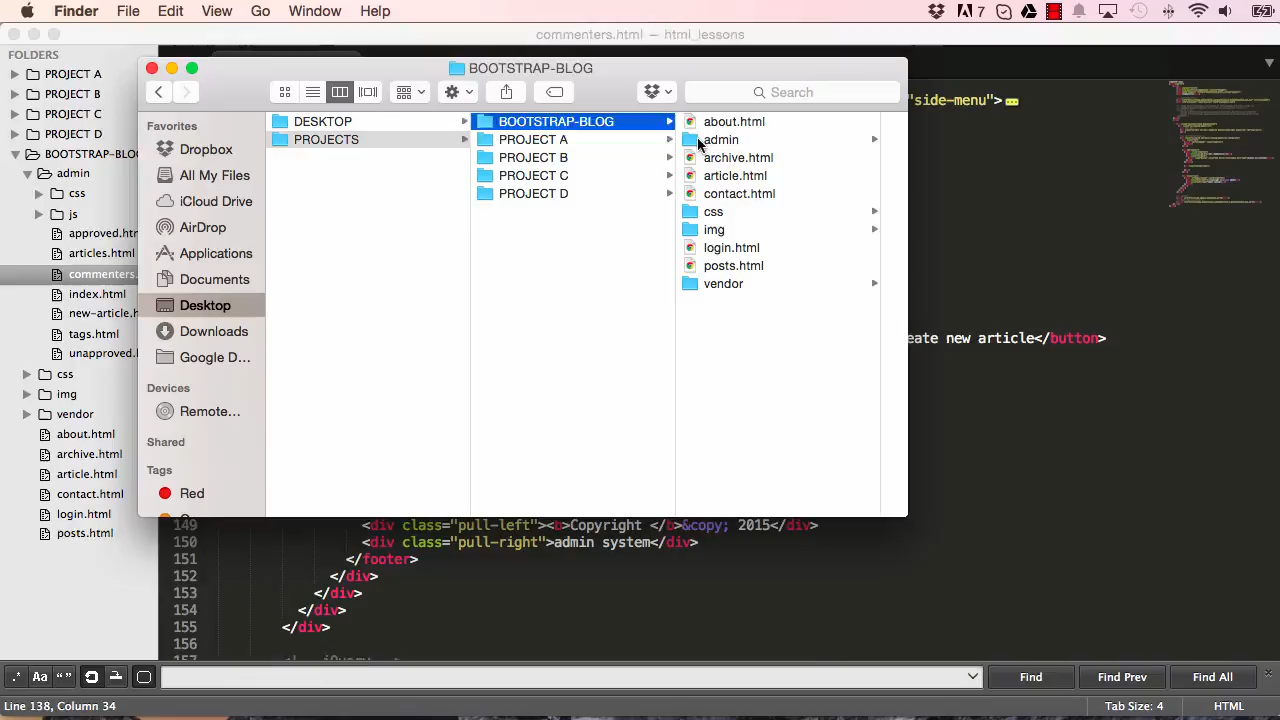 Finder File Edit View Go Window Help 7
commenters.html — html_lessons
FOLDERS
PROJECT A
PROJECT B
PROJECT C
PROJECT D
BOOTSTRAP-BLOG
admin
css
js
approved.htm
articles.html
commenters.
index.html
new-article.h
tags.html
unapproved.h
css
img
vendor
about.html
archive.html
article.html
contact.html
login.html
posts.html
BOOTSTRAP-BLOG
Search
Favorites
Dropbox
All My Files
iCloud Drive
AirDrop
Applications
Documents
Desktop
Downloads
Google D...
Devices
Remote...
Shared
Tags
Red
DESKTOP
PROJECTS
BOOTSTRAP-BLOG
PROJECT A
PROJECT B
PROJECT C
PROJECT D
about.html
admin
archive.html
article.html
contact.html
css
img
login.html
posts.html
vendor
"side-menu">
eate new article</button>
149 <div class="pull-left"><b>Copyright </b>&copy; 2015</div>
150 <div class="pull-right">admin system</div>
151 </footer>
152 </div>
153 </div>
154 </div>
155 </div>
156
.* Aa “ ” Find Find Prev Find All
Line 138, Column 34 Tab Size: 4 HTML